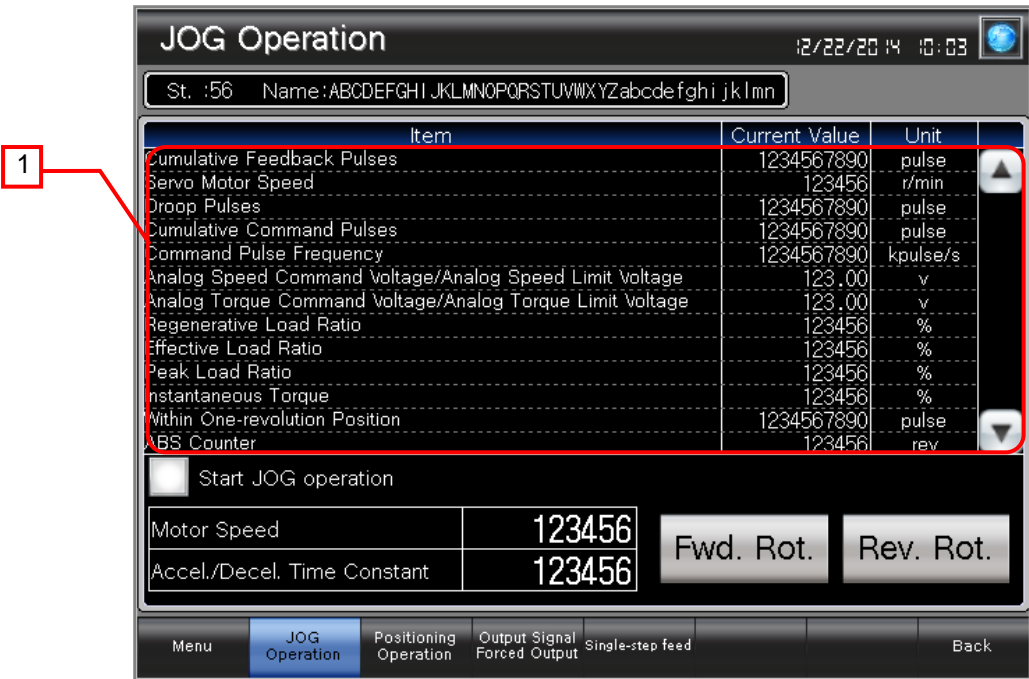 JOG Operation
12/22/2014 10:03
St. :56 Name:ABCDEFGHIJKLMNOPQRSTUVWXYZabcdefghijklmn
Item Current Value Unit
1
Cumulative Feedback Pulses 1234567890 pulse
Servo Motor Speed 123456 r/min
Droop Pulses 1234567890 pulse
Cumulative Command Pulses 1234567890 pulse
Command Pulse Frequency 1234567890 kpulse/s
Analog Speed Command Voltage/Analog Speed Limit Voltage 123.00 v
Analog Torque Command Voltage/Analog Torque Limit Voltage 123.00 v
Regenerative Load Ratio 123456 %
Effective Load Ratio 123456 %
Peak Load Ratio 123456 %
Instantaneous Torque 123456 %
Within One-revolution Position 1234567890 pulse
ABS Counter 123456 rev
Start JOG operation
Motor Speed 123456
Accel./Decel. Time Constant 123456
Fwd. Rot. Rev. Rot.
Menu
JOG
Operation
Positioning
Operation
Output Signal
Forced Output
Single-step feed
Back